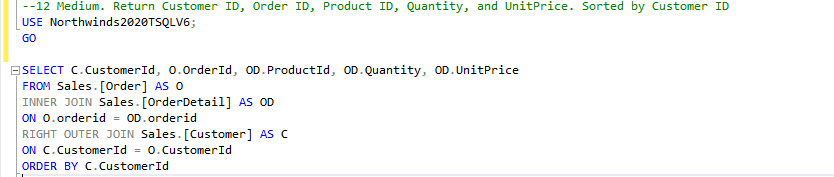 --12 Medium. Return Customer ID, Order ID, Product ID, Quantity, and UnitPrice. Sorted by Customer ID
USE Northwinds2020TSQLV6;
GO
SELECT C.CustomerId, O.OrderId, OD.ProductId, OD.Quantity, OD.UnitPrice
FROM Sales.[Order] AS O
INNER JOIN Sales.[OrderDetail] AS OD
ON O.orderid = OD.orderid
RIGHT OUTER JOIN Sales.[Customer] AS C
ON C.CustomerId = O.CustomerId
ORDER BY C.CustomerId